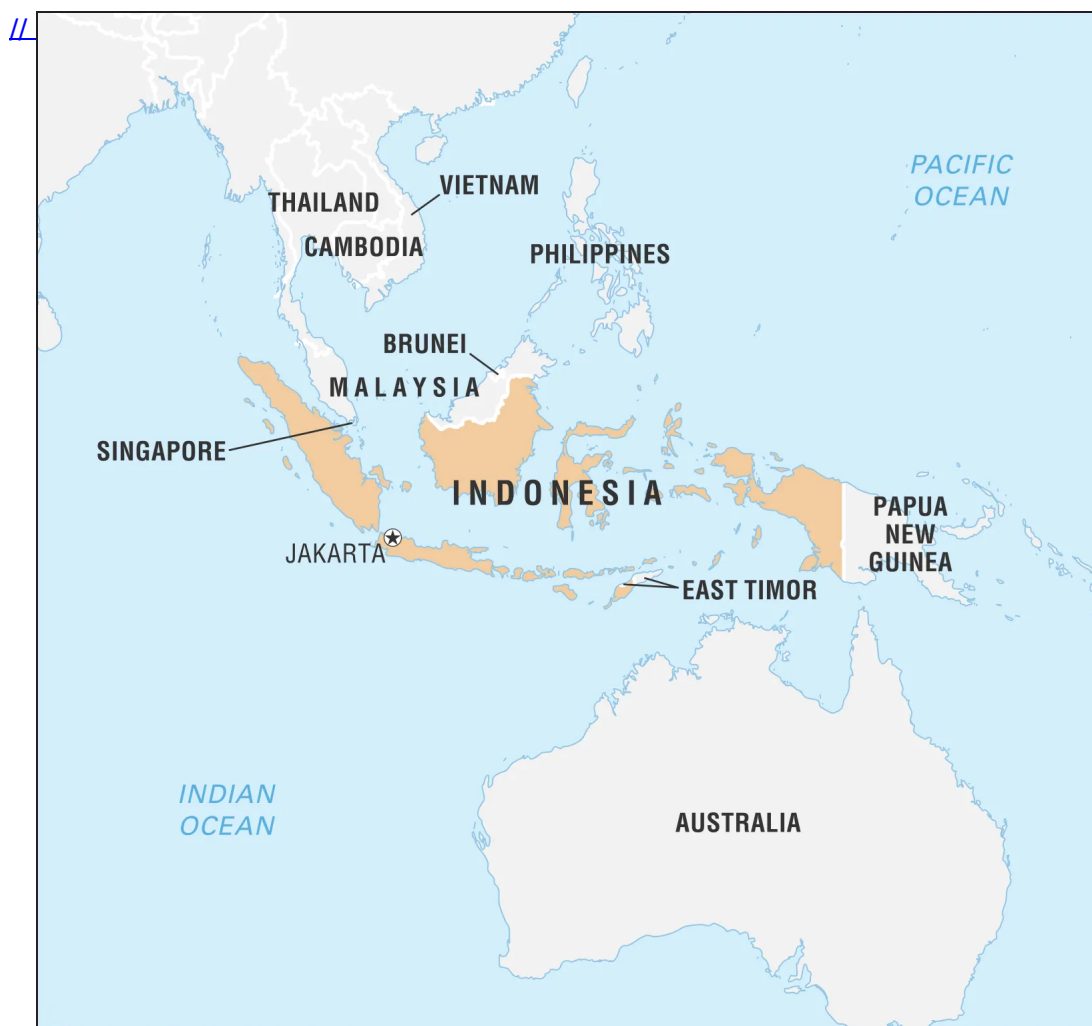 //
PACIFIC
OCEAN
VIETNAM
THAILAND
CAMBODIA
PHILIPPINES
BRUNEI
MALAYSIA
SINGAPORE
INDONESIA
PAPUA
NEW
GUINEA
JAKARTA
EAST TIMOR
INDIAN
OCEAN
AUSTRALIA